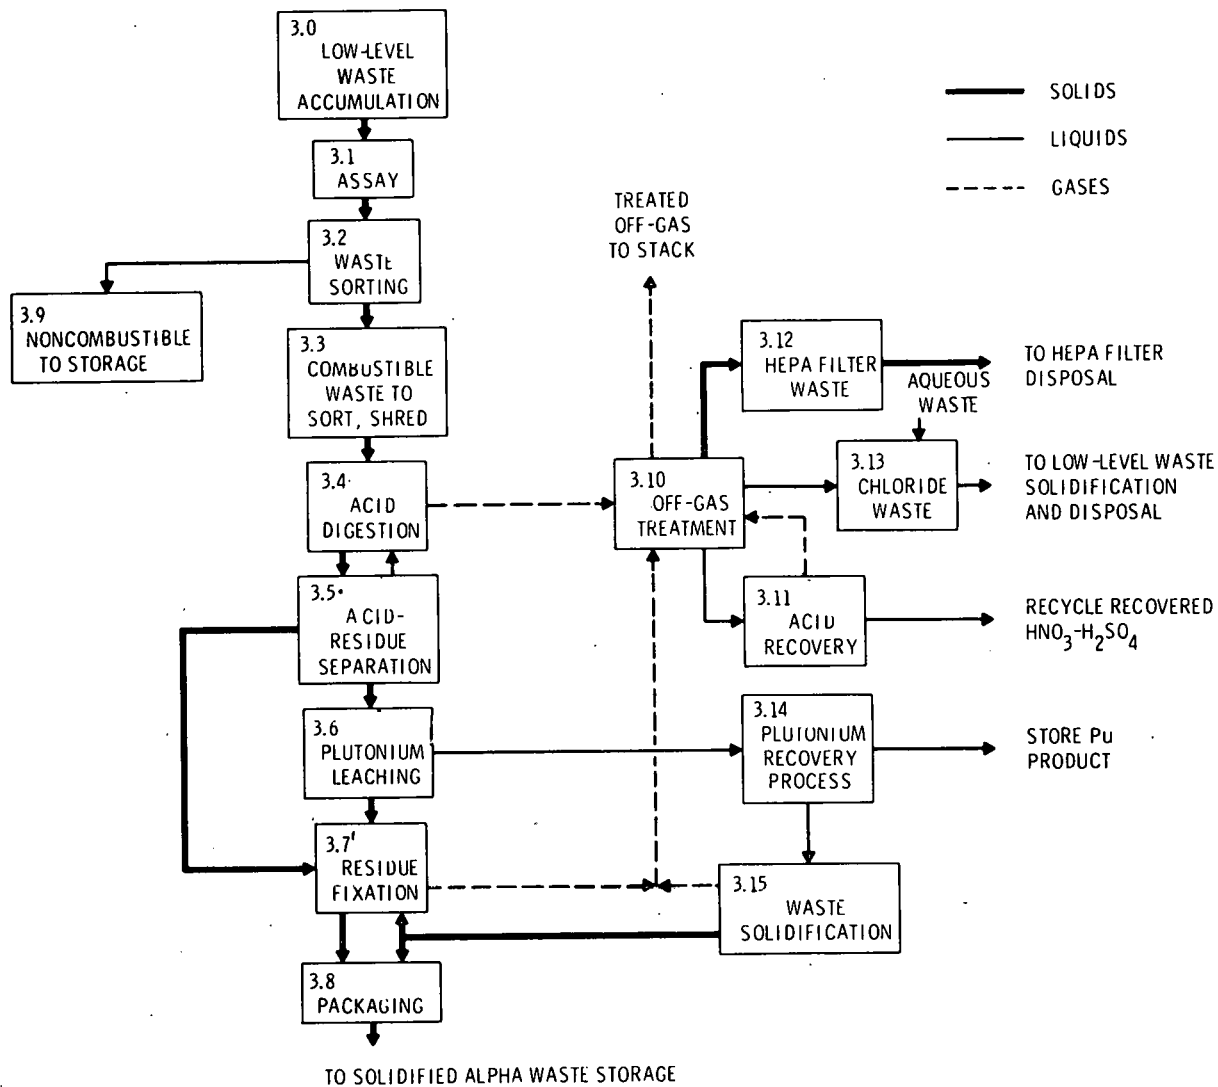 3.0
LOW-LEVEL
WASTE
ACCUMULATION
3.1
ASSAY
3.2
WASTE
SORTING
3.9
NONCOMBUSTIBLE
TO STORAGE
3.3
COMBUSTIBLE
WASTE TO
SORT, SHRED
3.4
ACID
DIGESTION
3.5
ACID-
RESIDUE
SEPARATION
3.6
PLUTONIUM
LEACHING
3.7
RESIDUE
FIXATION
3.8
PACKAGING
TO SOLIDIFIED ALPHA WASTE STORAGE
SOLIDS
LIQUIDS
GASES
TREATED
OFF-GAS
TO STACK
3.10
OFF-GAS
TREATMENT
3.12
HEPA FILTER
WASTE
TO HEPA FILTER
DISPOSAL
AQUEOUS
WASTE
3.13
CHLORIDE
WASTE
TO LOW-LEVEL WASTE
SOLIDIFICATION
AND DISPOSAL
3.11
ACID
RECOVERY
RECYCLE RECOVERED
HNO3-H2SO4
3.14
PLUTONIUM
RECOVERY
PROCESS
STORE Pu
PRODUCT
3.15
WASTE
SOLIDIFICATION